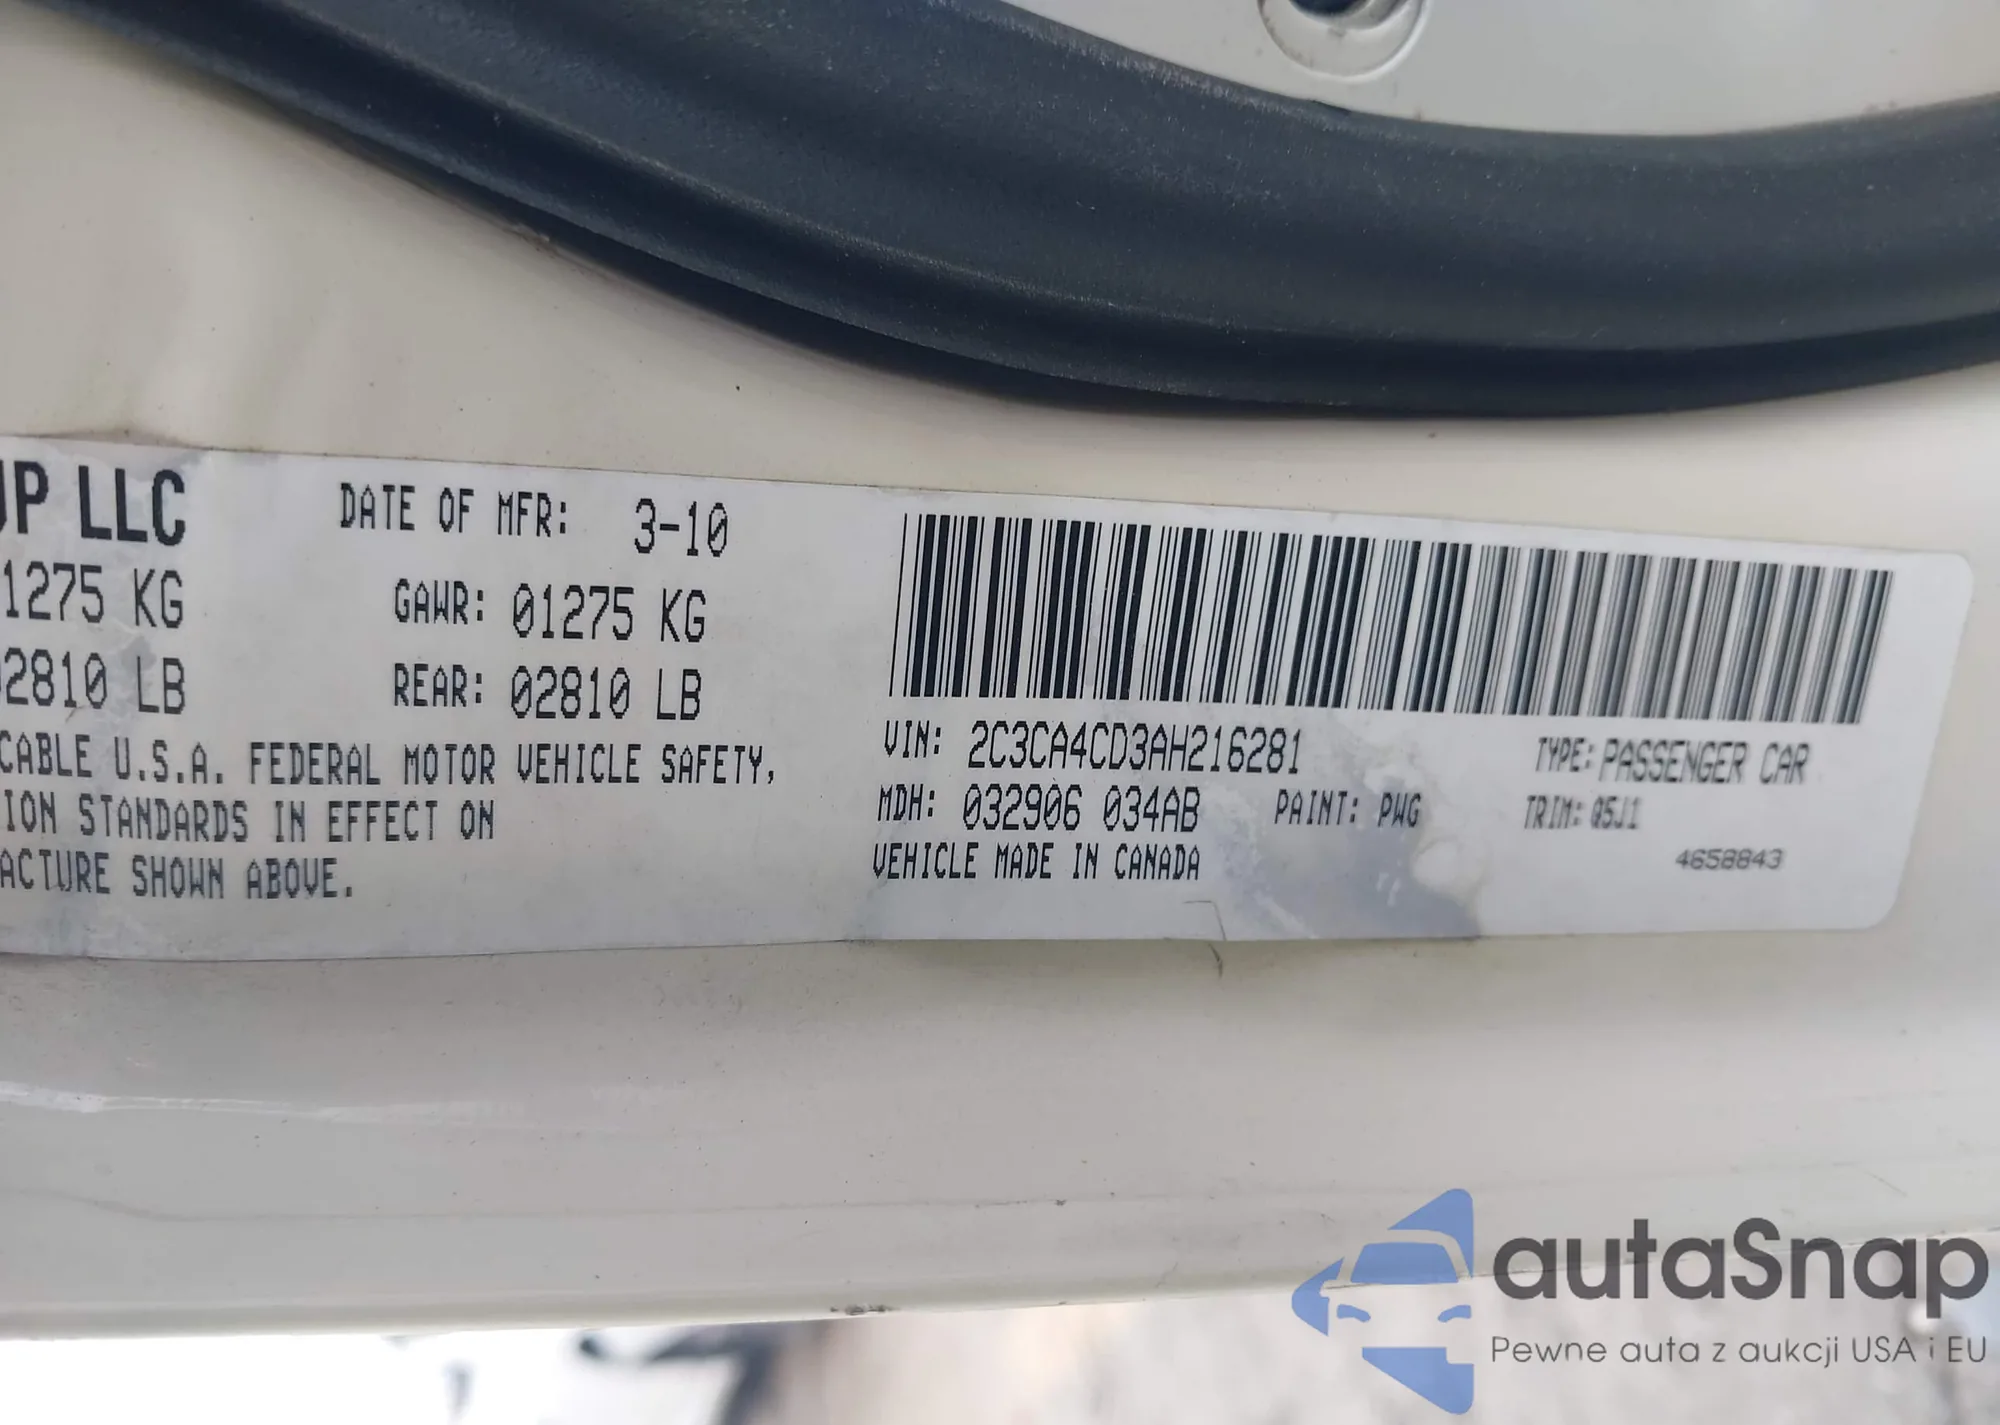 UP LLC
DATE OF MFR: 3-10
1275 KG
GAWR: 01275 KG
02810 LB
REAR: 02810 LB
CABLE U.S.A. FEDERAL MOTOR VEHICLE SAFETY,
ION STANDARDS IN EFFECT ON
ACTURE SHOWN ABOVE.
VIN: 2C3CA4CD3AH216281
TYPE: PASSENGER CAR
MDH: 032906 034AB
PAINT: PWG
TRIM: Q5J1
VEHICLE MADE IN CANADA
4658843
autaSnap
Pewne auta z aukcji USA i EU